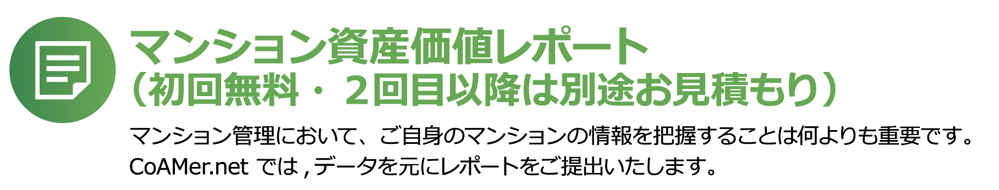 マンション資産価値レポート
（初回無料・２回目以降は別途お見積もり）
マンション管理において、ご自身のマンションの情報を把握することは何よりも重要です。
CoAMer.net では , データを元にレポートをご提出いたします。